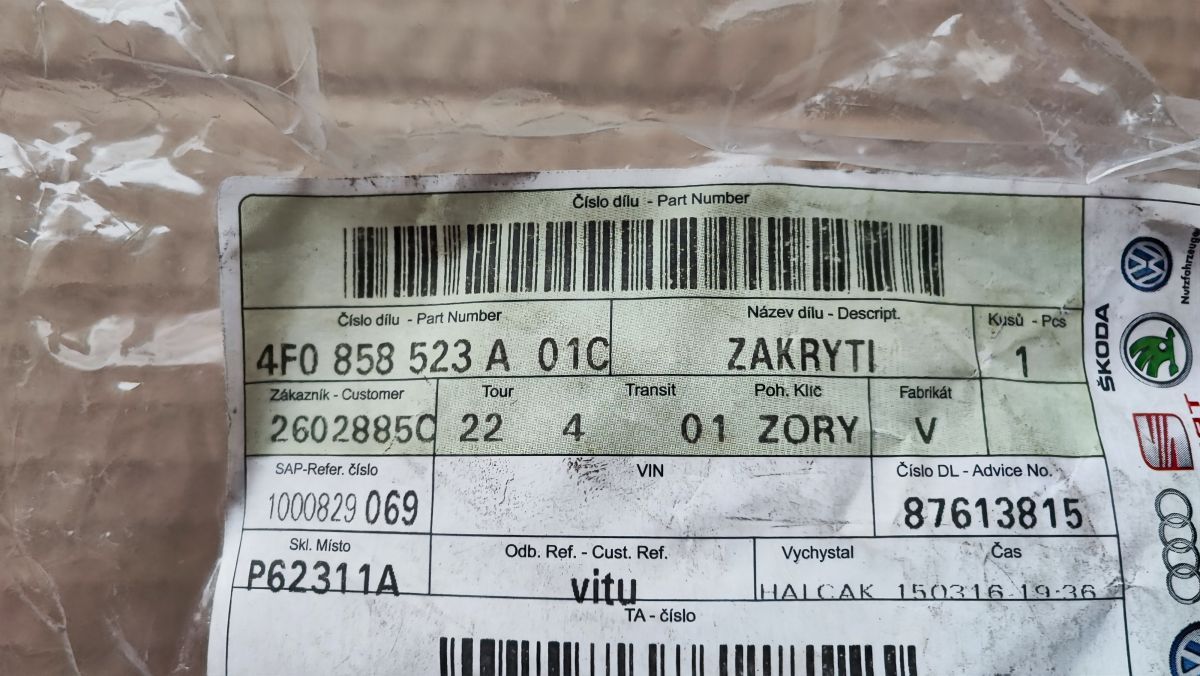 Číslo dílu - Part Number
Číslo dílu - Part Number
Název dílu - Descript.
Kusů - Pcs
4F0 858 523 A 01C
ZAKRYTI
1
Zákazník - Customer
Tour
Transit
Poh. Klíč
Fabrikát
2602885C
22
4
01
ZORY
V
SAP-Refer. číslo
VIN
Číslo DL - Advice No.
1000829 069
87613815
Skl. Místo
Odb. Ref. - Cust. Ref.
Vychystal
Čas
P62311A
vitu
HALCAK 150316 19:36
TA - číslo
Nutzfahrzeuge
ŠKODA